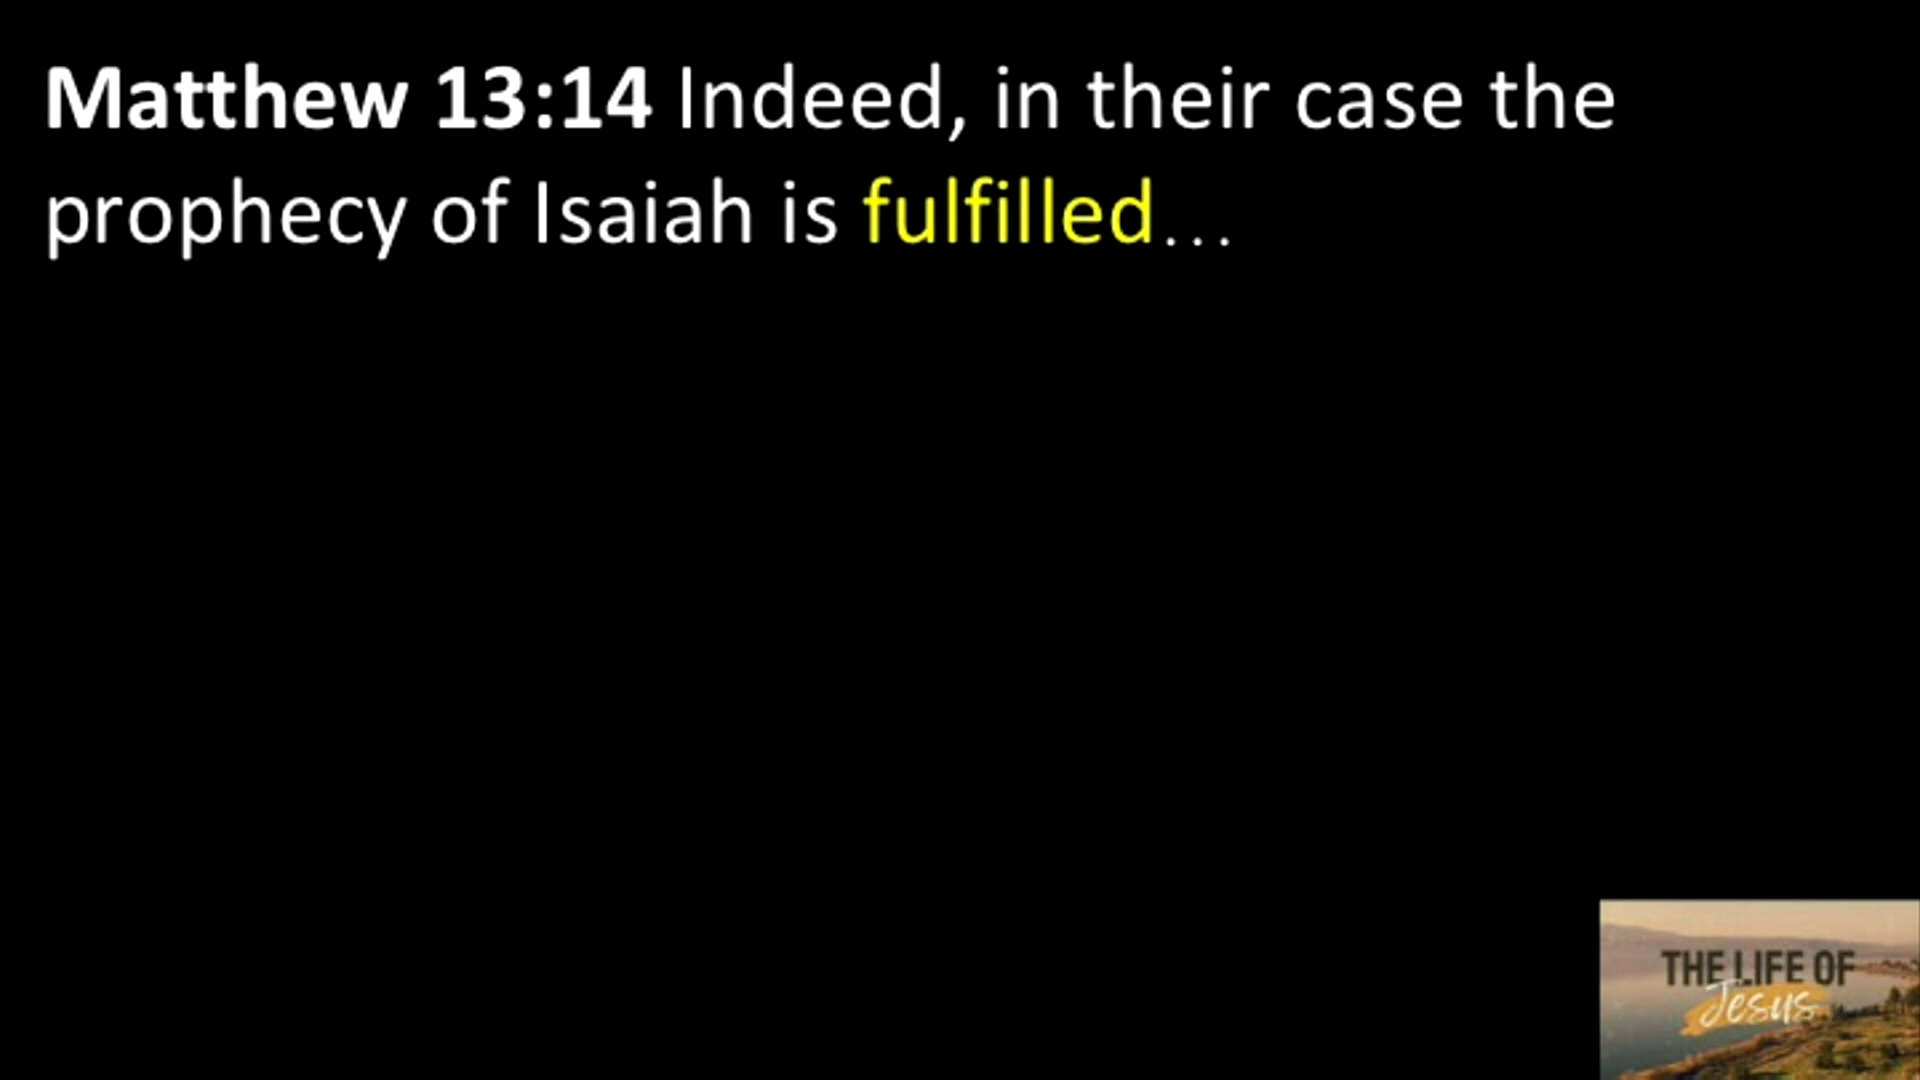 Matthew 13:14 Indeed, in their case the
prophecy of Isaiah is fulfilled…
THE LIFE OF
Jesus